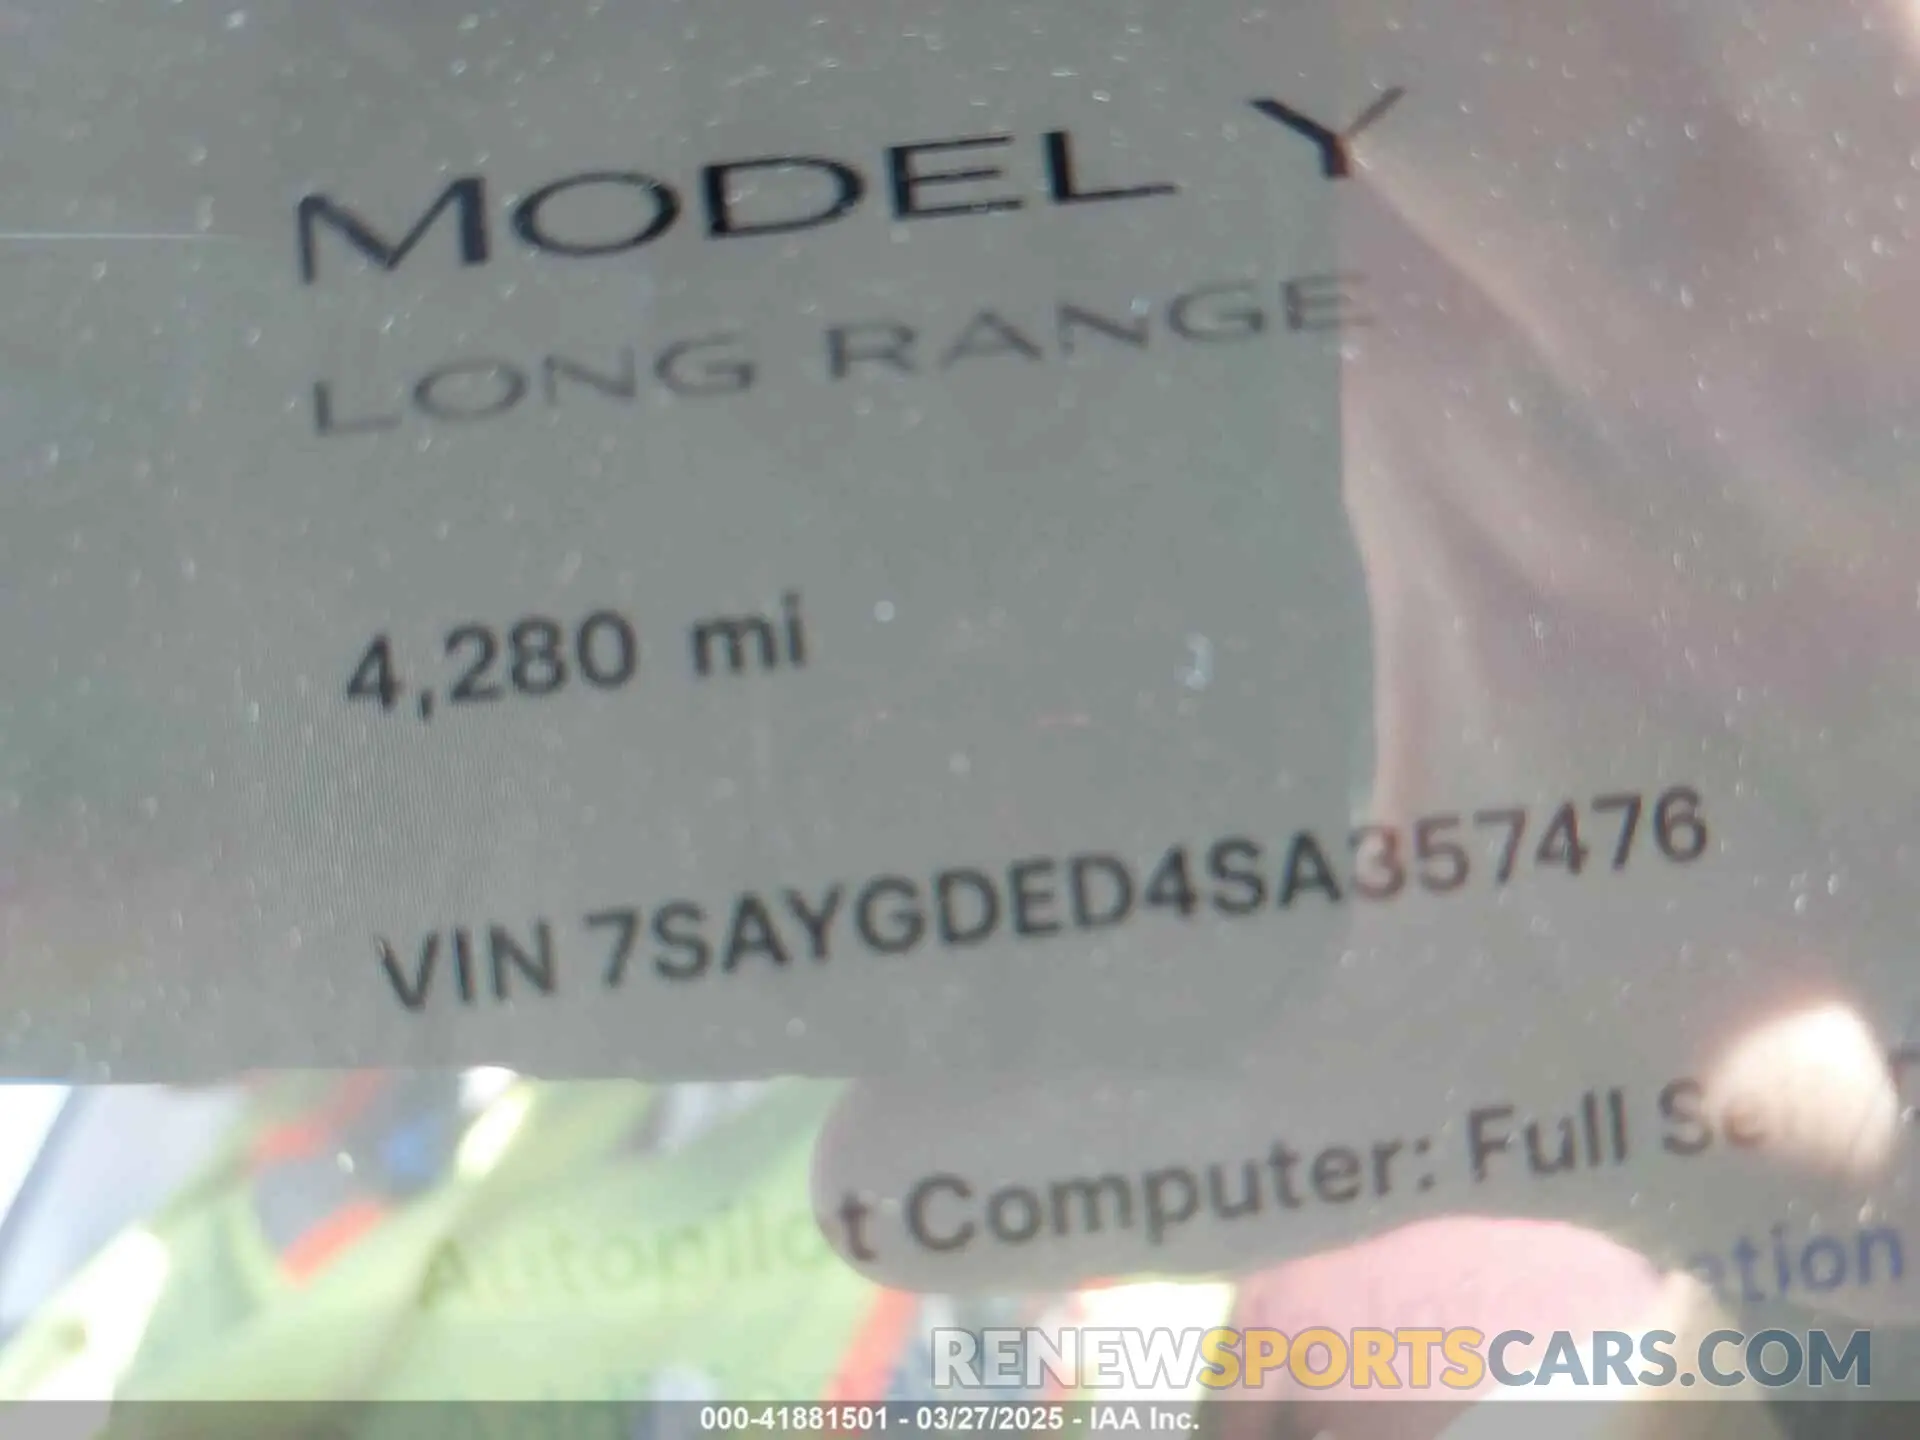 MODEL Y
LONG RANGE
4,280 mi
VIN 7SAYGDED4SA357476
Autopilot Computer: Full
RENEWSPORTSCARS.COM
000-41881501 - 03/27/2025 - IAA Inc.